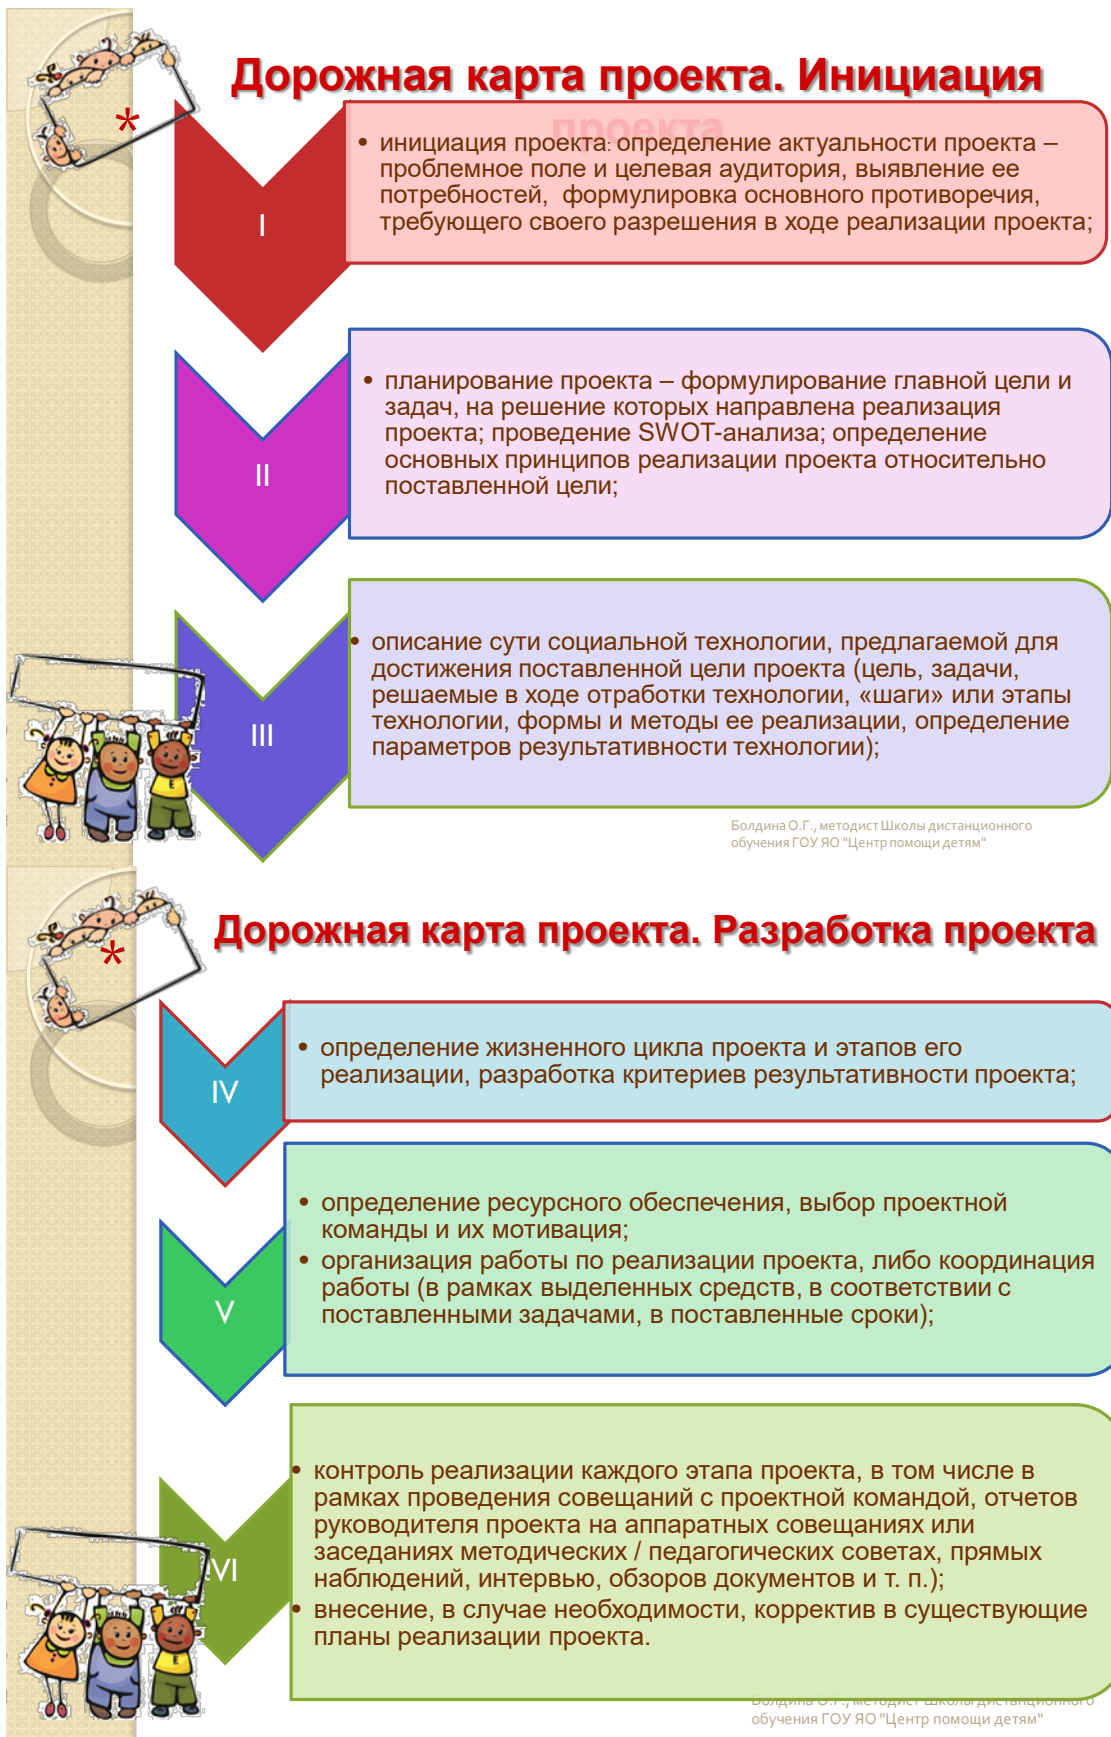 *
Дорожная карта проекта. Инициация
проекта
I
• инициация проекта: определение актуальности проекта –
проблемное поле и целевая аудитория, выявление ее
потребностей, формулировка основного противоречия,
требующего своего разрешения в ходе реализации проекта;
II
• планирование проекта – формулирование главной цели и
задач, на решение которых направлена реализация
проекта; проведение SWOT-анализа; определение
основных принципов реализации проекта относительно
поставленной цели;
III
• описание сути социальной технологии, предлагаемой для
достижения поставленной цели проекта (цель, задачи,
решаемые в ходе отработки технологии, «шаги» или этапы
технологии, формы и методы ее реализации, определение
параметров результативности технологии);
E
Болдина О.Г., методист Школы дистанционного
обучения ГОУ ЯО "Центр помощи детям"
*
Дорожная карта проекта. Разработка проекта
IV
• определение жизненного цикла проекта и этапов его
реализации, разработка критериев результативности проекта;
V
• определение ресурсного обеспечения, выбор проектной
команды и их мотивация;
• организация работы по реализации проекта, либо координация
работы (в рамках выделенных средств, в соответствии с
поставленными задачами, в поставленные сроки);
VI
• контроль реализации каждого этапа проекта, в том числе в
рамках проведения совещаний с проектной командой, отчетов
руководителя проекта на аппаратных совещаниях или
заседаниях методических / педагогических советах, прямых
наблюдений, интервью, обзоров документов и т. п.);
• внесение, в случае необходимости, корректив в существующие
планы реализации проекта.
E
Болдина О.Г., методист Школы дистанционного
обучения ГОУ ЯО "Центр помощи детям"